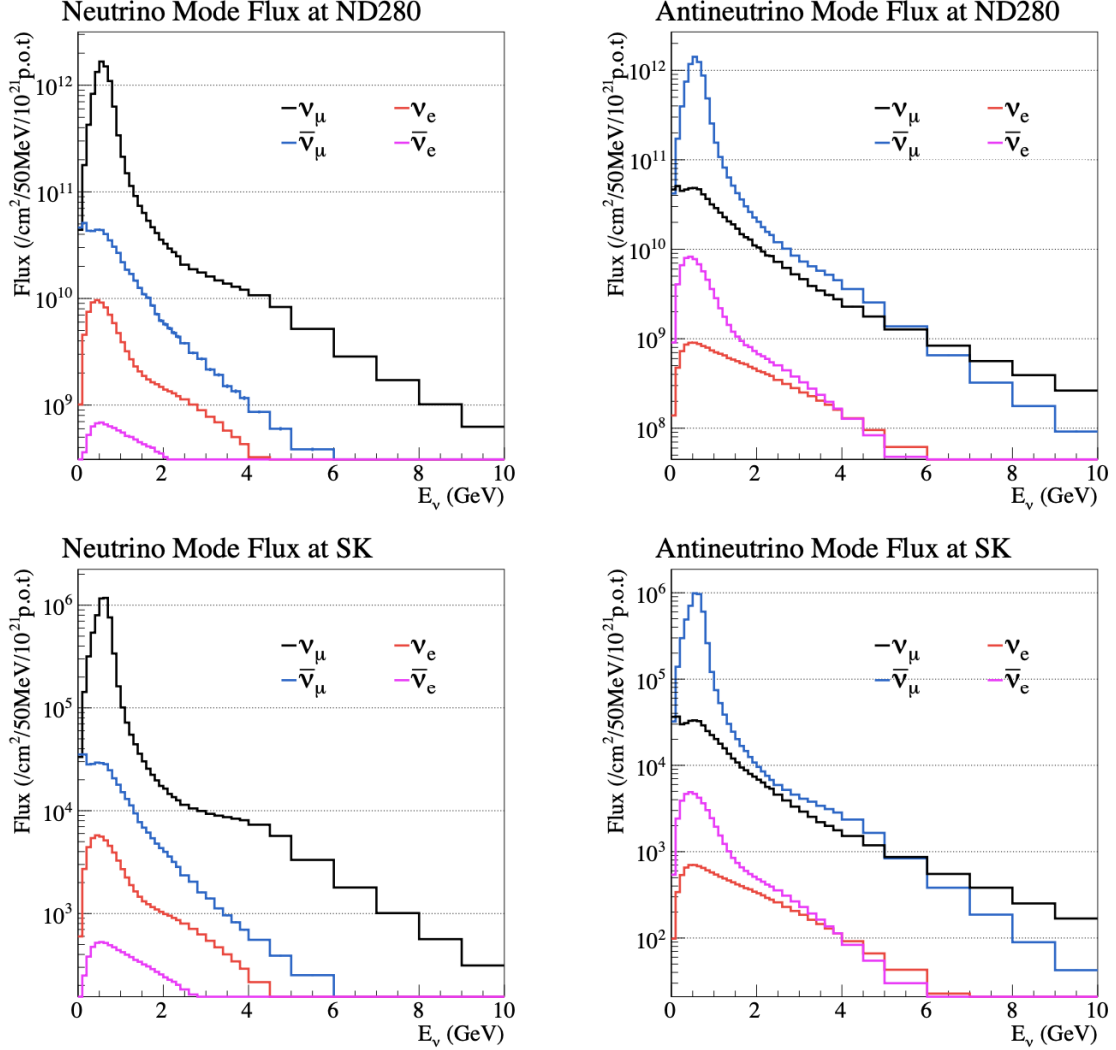 Neutrino Mode Flux at ND280
Flux (/cm²/50MeV/10²¹p.o.t)
10¹²
10¹¹
10¹⁰
10⁹
ν_μ ν_e
ν̄_μ ν̄_e
0 2 4 6 8 10
E_ν (GeV)
Antineutrino Mode Flux at ND280
Flux (/cm²/50MeV/10²¹p.o.t)
10¹²
10¹¹
10¹⁰
10⁹
10⁸
ν_μ ν_e
ν̄_μ ν̄_e
0 2 4 6 8 10
E_ν (GeV)
Neutrino Mode Flux at SK
Flux (/cm²/50MeV/10²¹p.o.t)
10⁶
10⁵
10⁴
10³
ν_μ ν_e
ν̄_μ ν̄_e
0 2 4 6 8 10
E_ν (GeV)
Antineutrino Mode Flux at SK
Flux (/cm²/50MeV/10²¹p.o.t)
10⁶
10⁵
10⁴
10³
10²
ν_μ ν_e
ν̄_μ ν̄_e
0 2 4 6 8 10
E_ν (GeV)